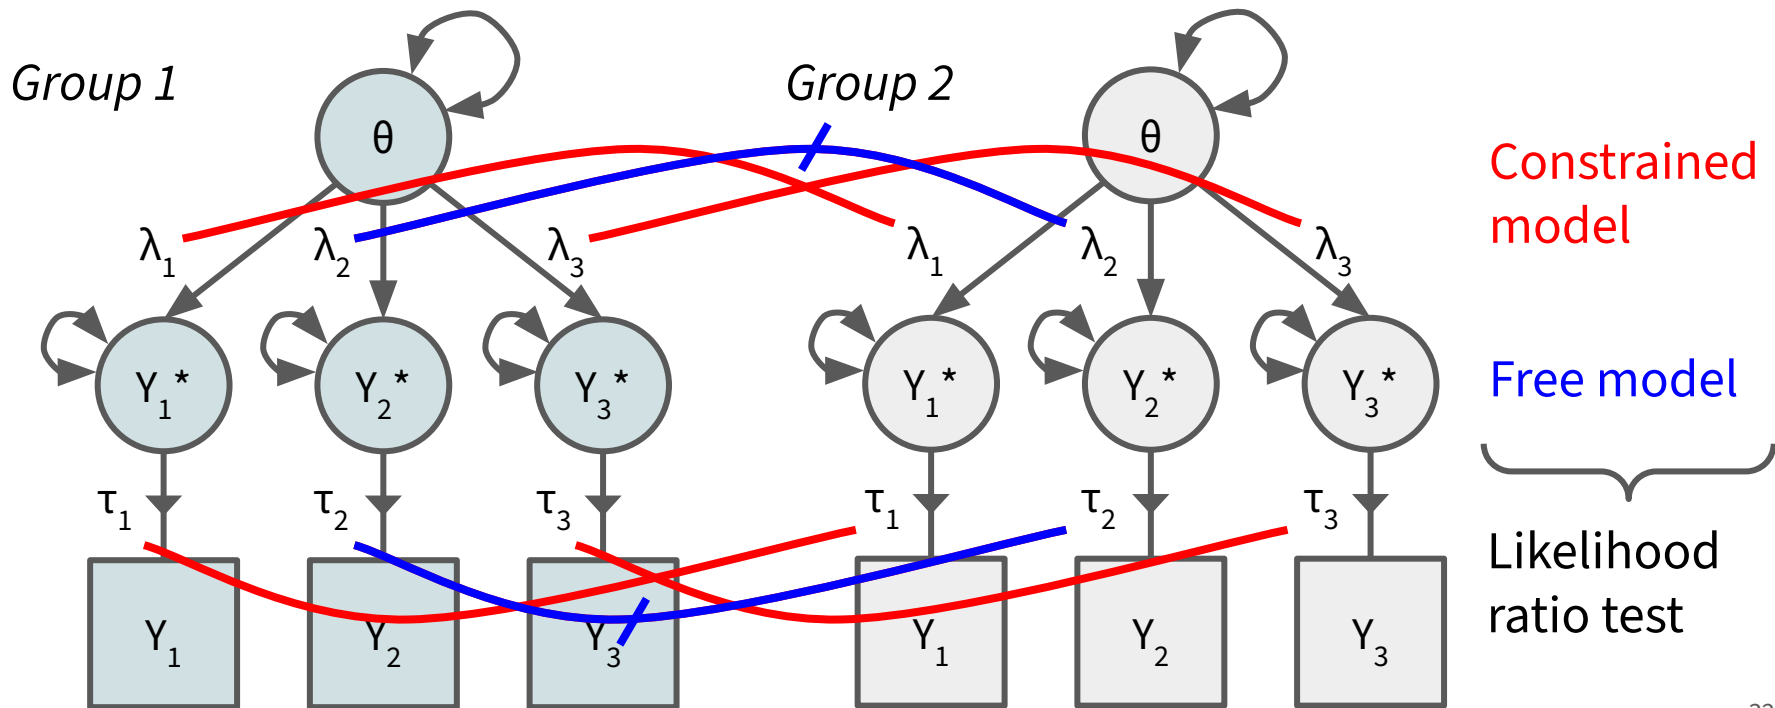 Group 1
Group 2
θ
θ
Constrained
model
λ1
λ2
λ3
λ1
λ2
λ3
Y1*
Y2*
Y3*
Y1*
Y2*
Y3*
Free model
τ1
τ2
τ3
τ1
τ2
τ3
Likelihood
ratio test
Y1
Y2
Y3
Y1
Y2
Y3